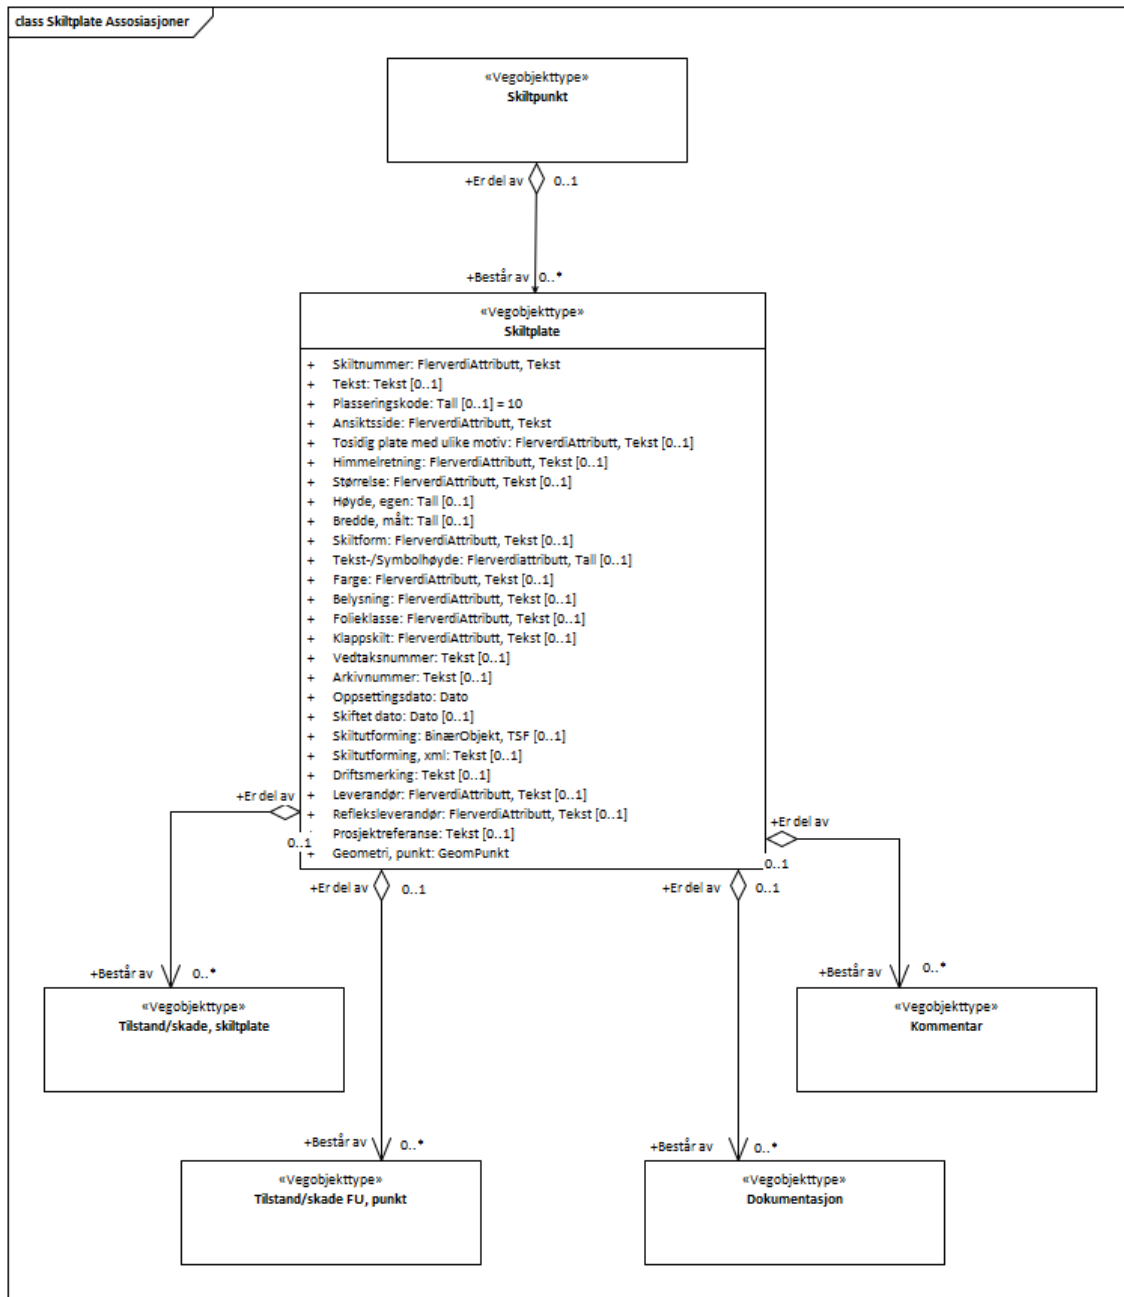 class Skiltplate Assosiasjoner
«Vegobjekttype»
Skiltpunkt
+Er del av
0..1
+Består av
0..*
«Vegobjekttype»
Skiltplate
+ Skiltnummer: FlerverdiAttributt, Tekst
+ Tekst: Tekst [0..1]
+ Plasseringskode: Tall [0..1] = 10
+ Ansiktsside: FlerverdiAttributt, Tekst
+ Tosidig plate med ulike motiv: FlerverdiAttributt, Tekst [0..1]
+ Himmelretning: FlerverdiAttributt, Tekst [0..1]
+ Størrelse: FlerverdiAttributt, Tekst [0..1]
+ Høyde, egen: Tall [0..1]
+ Bredde, målt: Tall [0..1]
+ Skiltform: FlerverdiAttributt, Tekst [0..1]
+ Tekst-/Symbolhøyde: Flerverdiattributt, Tall [0..1]
+ Farge: FlerverdiAttributt, Tekst [0..1]
+ Belysning: FlerverdiAttributt, Tekst [0..1]
+ Folieklasse: FlerverdiAttributt, Tekst [0..1]
+ Klappskilt: FlerverdiAttributt, Tekst [0..1]
+ Vedtaksnummer: Tekst [0..1]
+ Arkivnummer: Tekst [0..1]
+ Oppsettingsdato: Dato
+ Skiftet dato: Dato [0..1]
+ Skiltutforming: BinærObjekt, TSF [0..1]
+ Skiltutforming, xml: Tekst [0..1]
+ Driftsmerking: Tekst [0..1]
+ Leverandør: FlerverdiAttributt, Tekst [0..1]
+ Refleksleverandør: FlerverdiAttributt, Tekst [0..1]
+ Prosjektreferanse: Tekst [0..1]
+ Geometri, punkt: GeomPunkt
+Er del av
0..1
+Er del av
0..1
+Er del av
0..1
+Er del av
0..1
+Består av
0..*
«Vegobjekttype»
Tilstand/skade, skiltplate
+Består av
0..*
«Vegobjekttype»
Kommentar
+Består av
0..*
«Vegobjekttype»
Tilstand/skade FU, punkt
+Består av
0..*
«Vegobjekttype»
Dokumentasjon